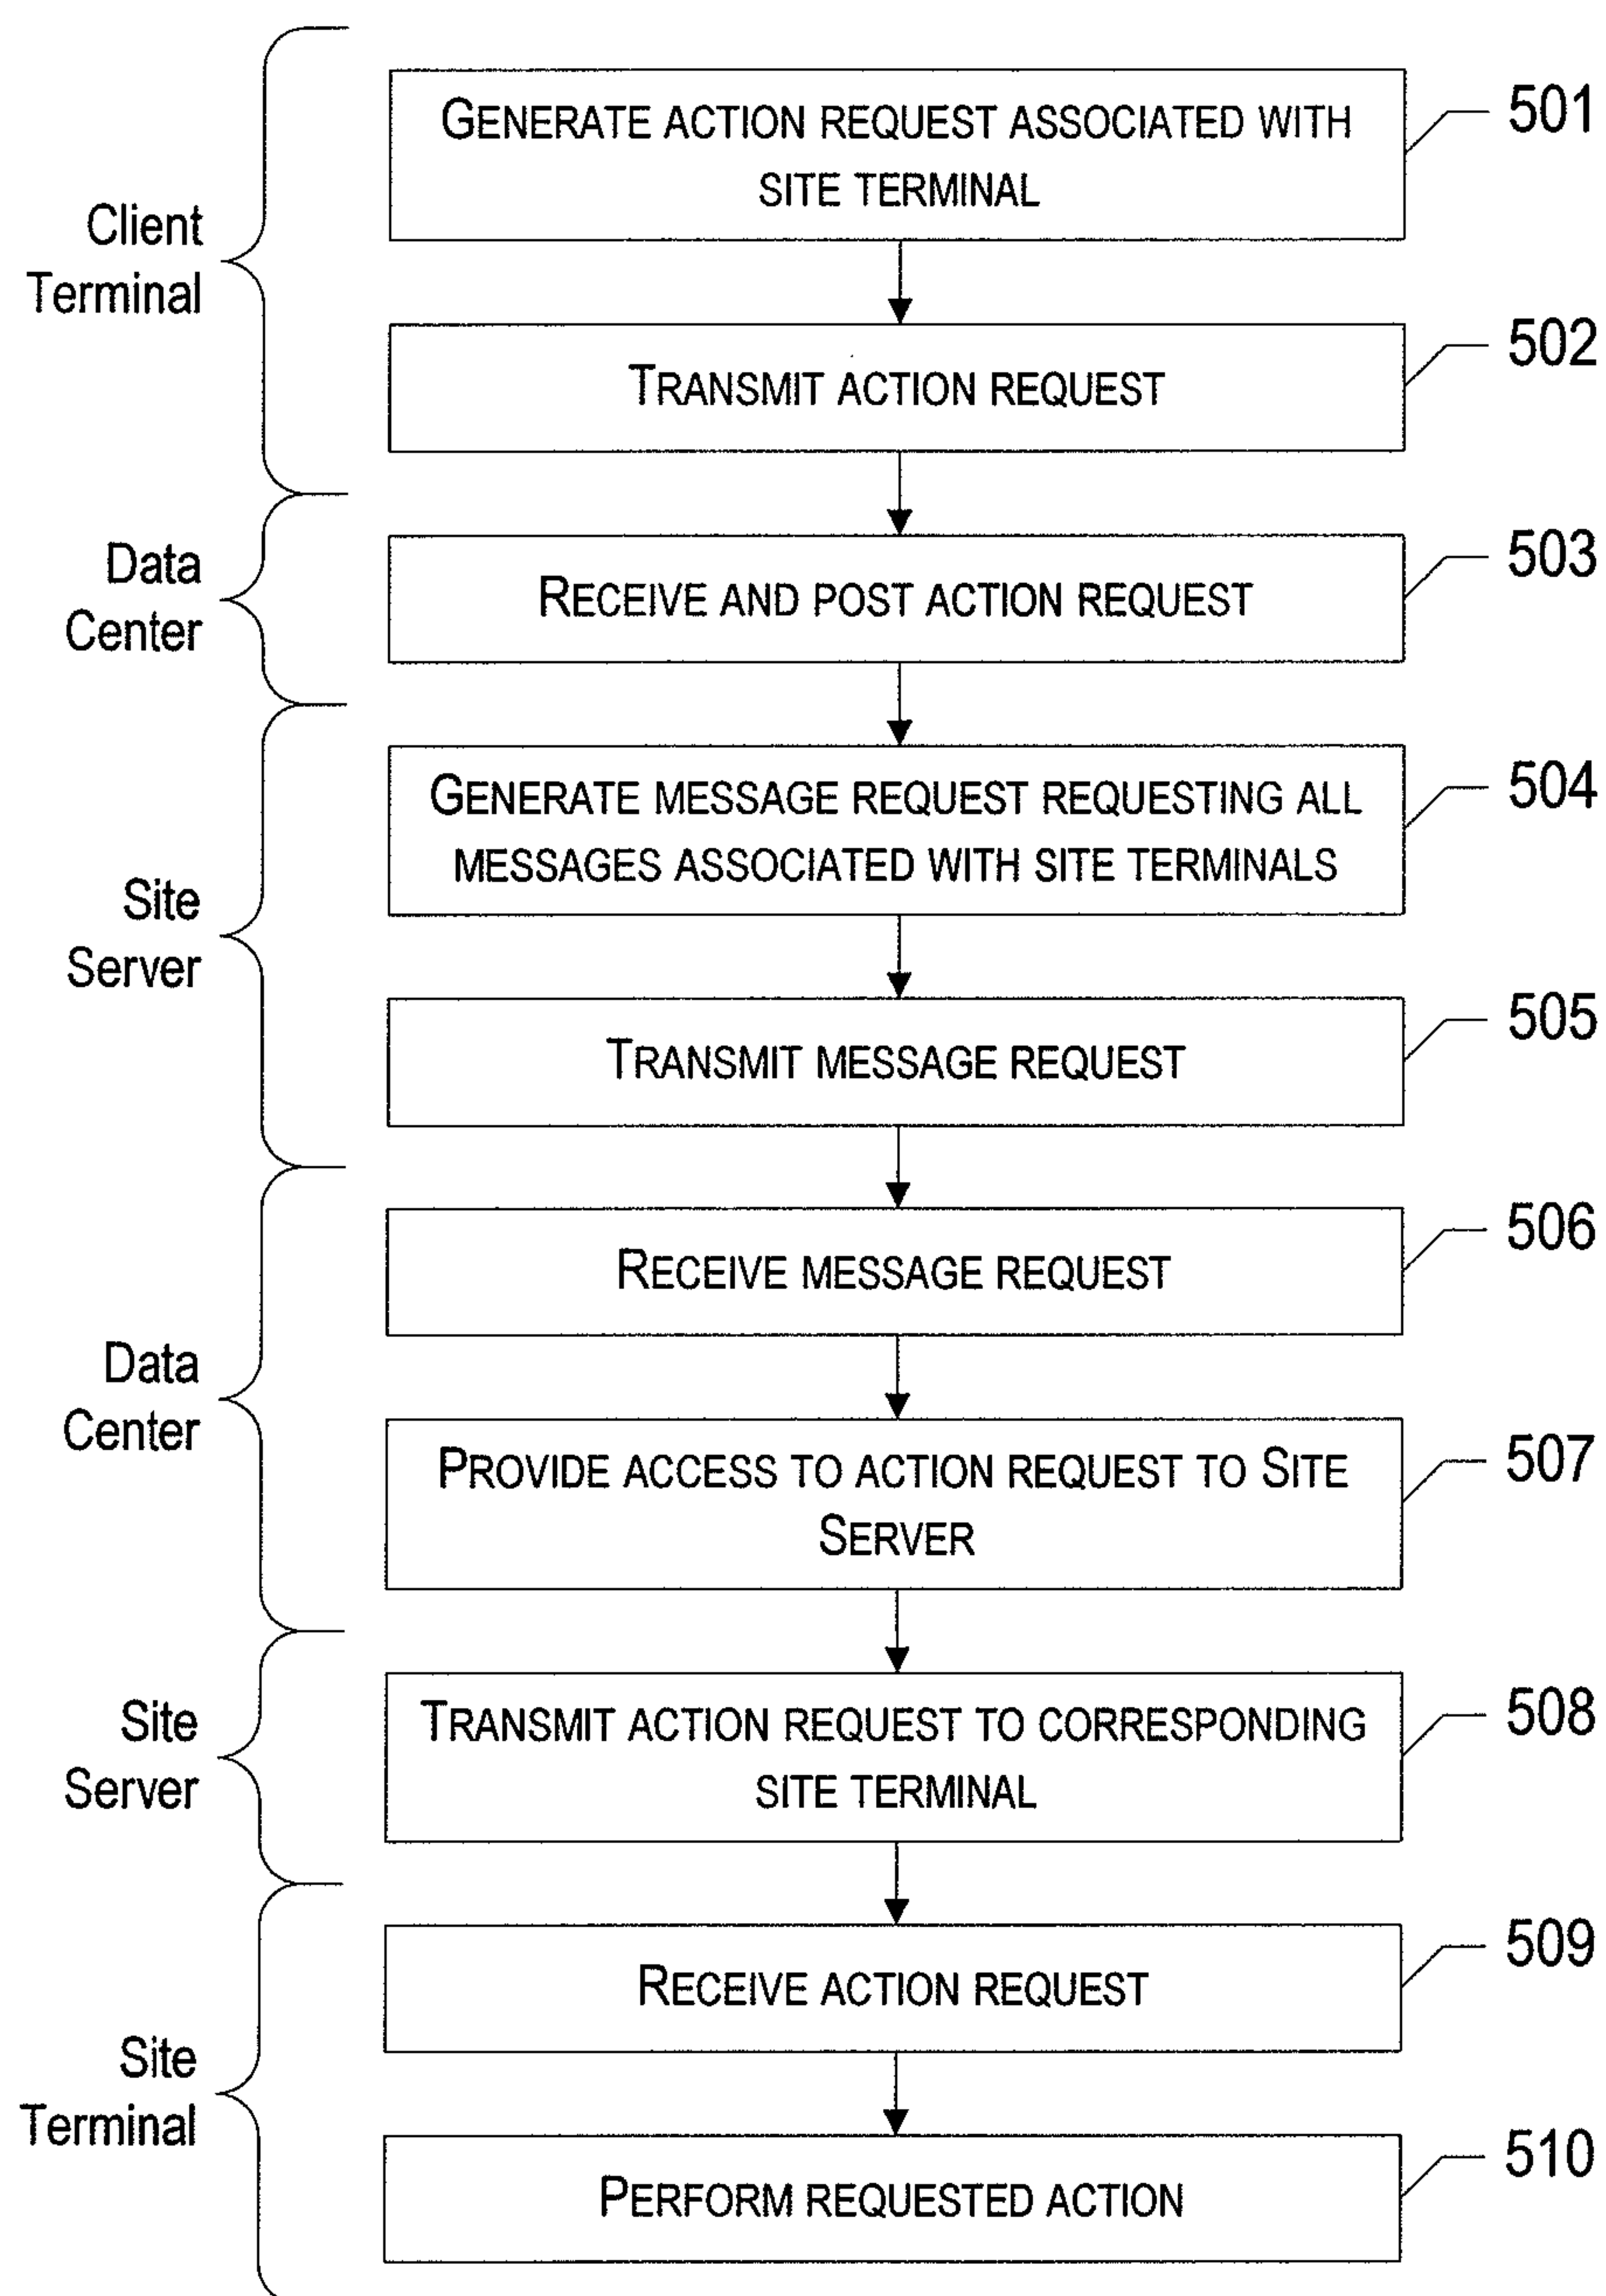 GENERATE ACTION REQUEST ASSOCIATED WITH
SITE TERMINAL
501
Client
Terminal
TRANSMIT ACTION REQUEST
502
Data
Center
RECEIVE AND POST ACTION REQUEST
503
GENERATE MESSAGE REQUEST REQUESTING ALL
MESSAGES ASSOCIATED WITH SITE TERMINALS
504
Site
Server
TRANSMIT MESSAGE REQUEST
505
RECEIVE MESSAGE REQUEST
506
Data
Center
PROVIDE ACCESS TO ACTION REQUEST TO SITE
SERVER
507
Site
Server
TRANSMIT ACTION REQUEST TO CORRESPONDING
SITE TERMINAL
508
RECEIVE ACTION REQUEST
509
Site
Terminal
PERFORM REQUESTED ACTION
510